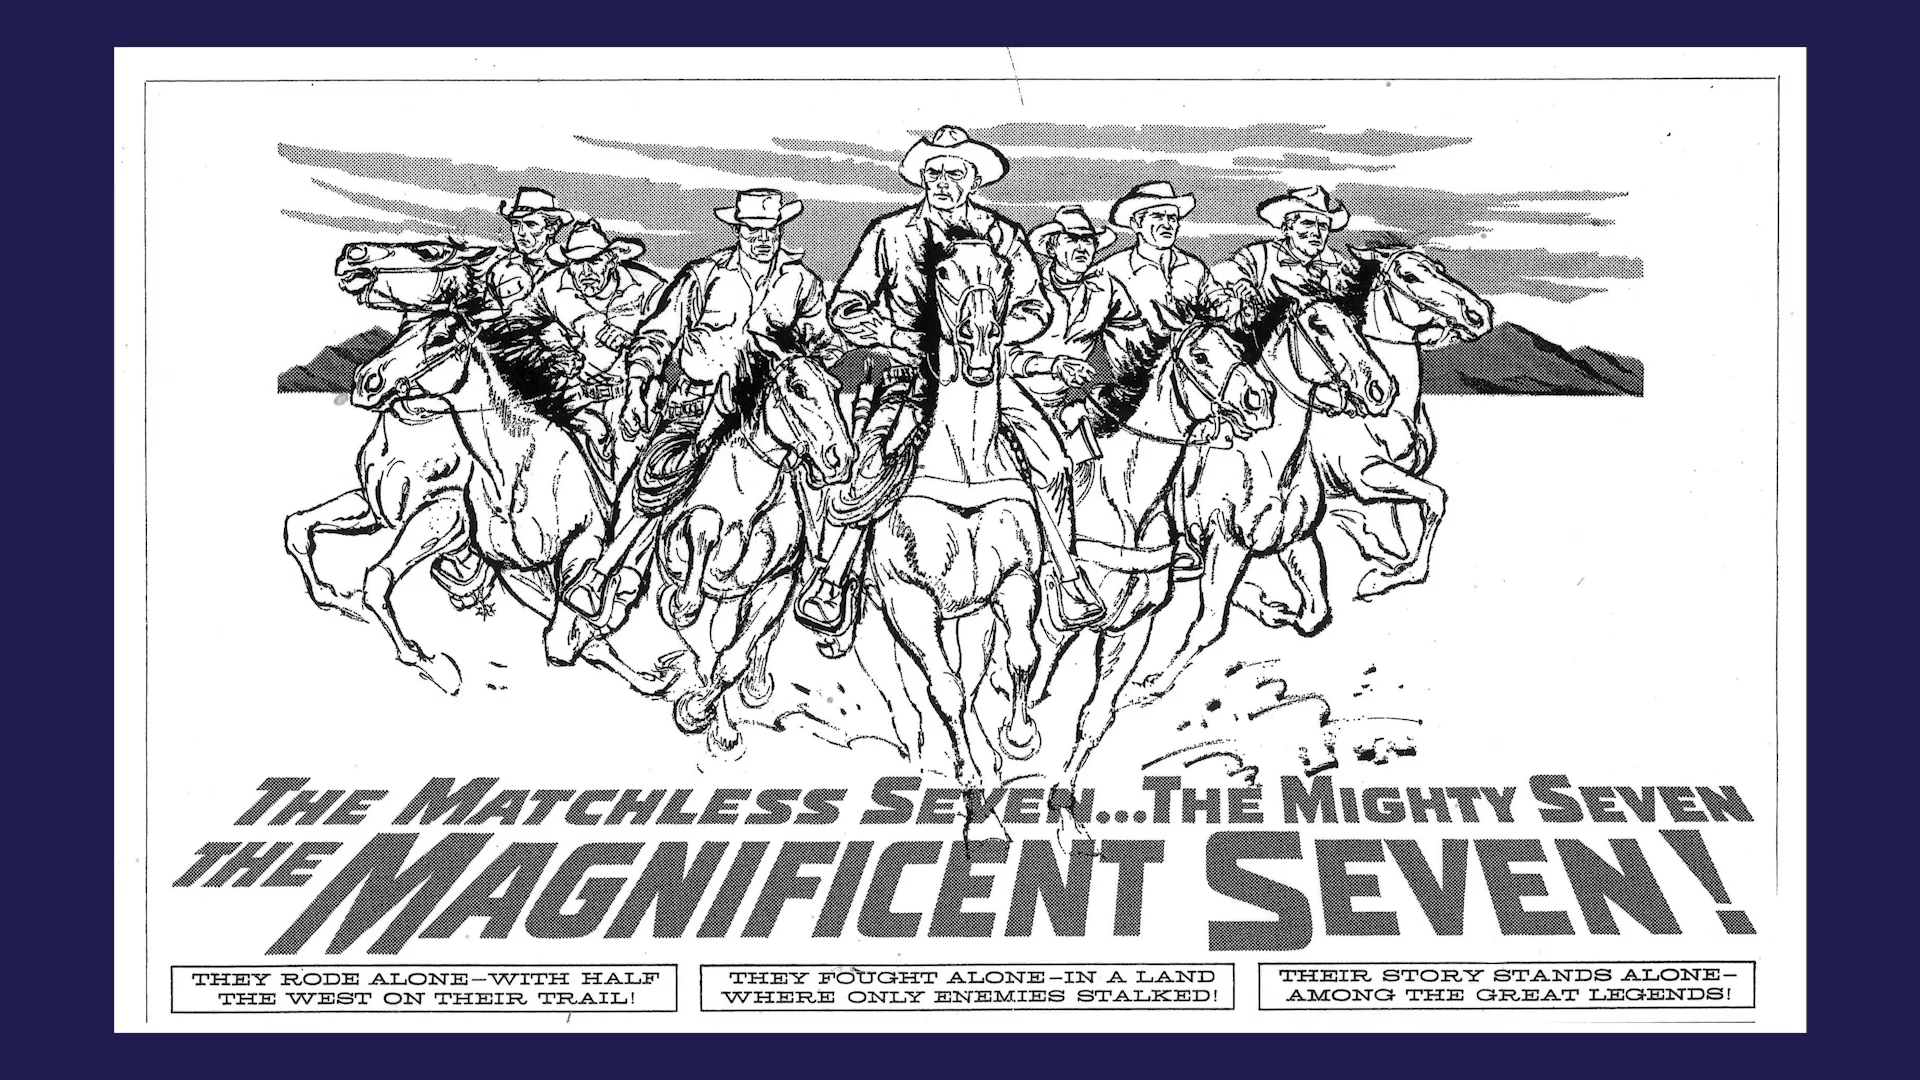 THE MATCHLESS SEVEN...THE MIGHTY SEVEN
THE MAGNIFICENT SEVEN!
THEY RODE ALONE—WITH HALF
THE WEST ON THEIR TRAIL!
THEY FOUGHT ALONE—IN A LAND
WHERE ONLY ENEMIES STALKED!
THEIR STORY STANDS ALONE—
AMONG THE GREAT LEGENDS!